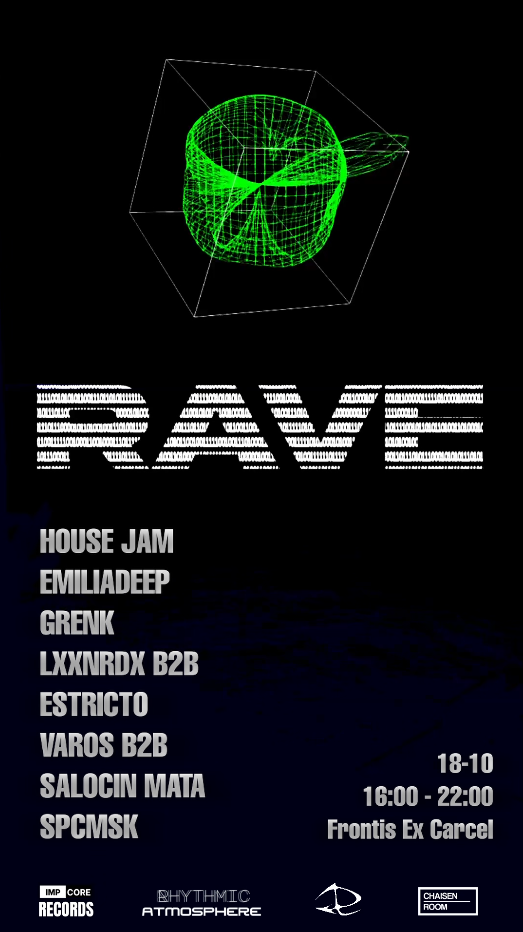 RAVE
HOUSE JAM
EMILIADEEP
GRENK
LXXNRDX B2B
ESTRICTO
VAROS B2B
SALOCIN MATA
SPCMSK
18-10
16:00 - 22:00
Frontis Ex Carcel
IMP CORE
RECORDS
RHYTHMIC
ATMOSPHERE
CHAISEN
ROOM